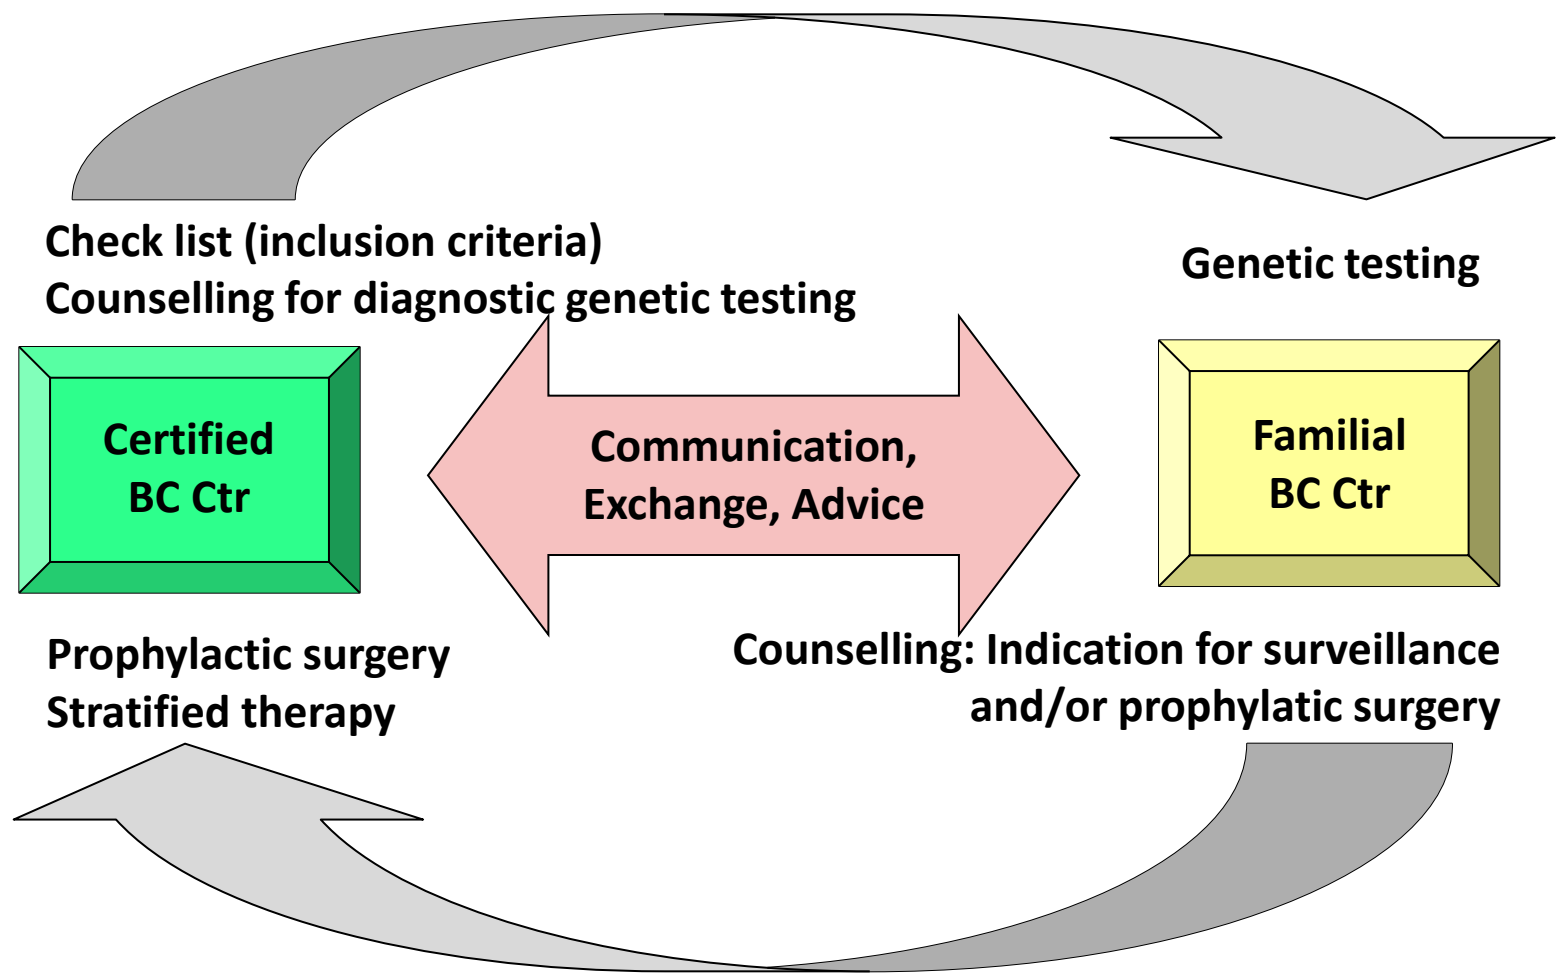 Check list (inclusion criteria)
Counselling for diagnostic genetic testing
Genetic testing
Certified
BC Ctr
Communication,
Exchange, Advice
Familial
BC Ctr
Prophylactic surgery
Stratified therapy
Counselling: Indication for surveillance
and/or prophylatic surgery